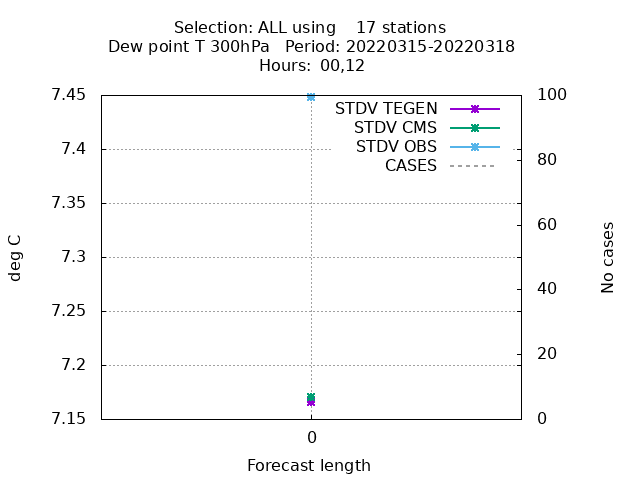 Selection: ALL using    17 stations
Dew point T 300hPa   Period: 20220315-20220318
Hours:  00,12
7.45
7.4
7.35
7.3
7.25
7.2
7.15
deg C
STDV TEGEN
STDV CMS
STDV OBS
CASES
100
80
60
40
20
0
No cases
0
Forecast length